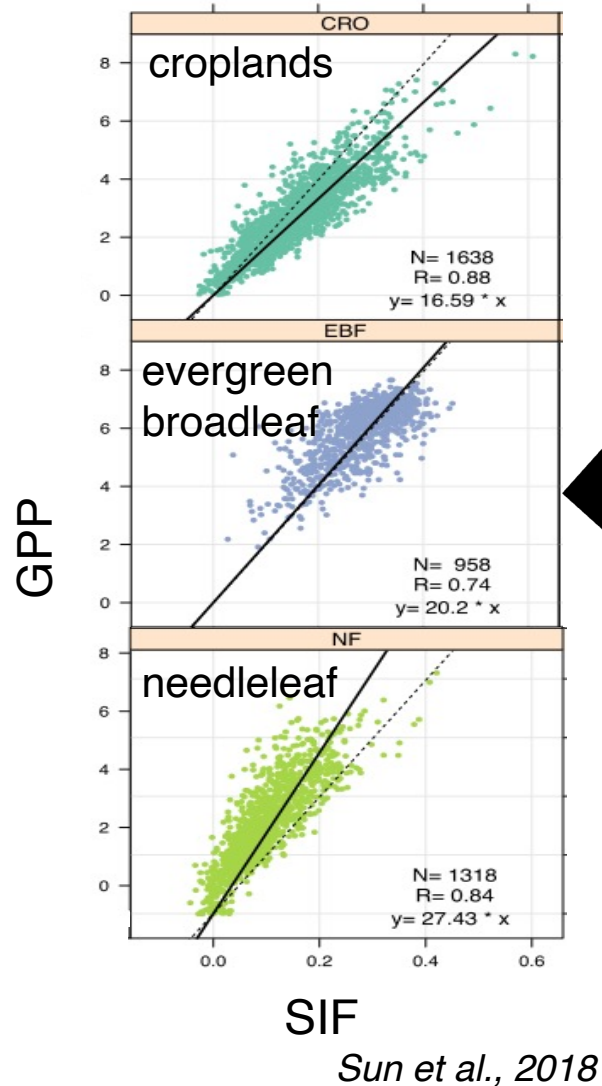 CRO
croplands
8
6
4
2
0
N= 1638
R= 0.88
y= 16.59 * x
EBF
evergreen
broadleaf
8
6
4
2
0
N= 958
R= 0.74
y= 20.2 * x
GPP
NF
needleleaf
8
6
4
2
0
N= 1318
R= 0.84
y= 27.43 * x
0.0 0.2 0.4 0.6
SIF
Sun et al., 2018